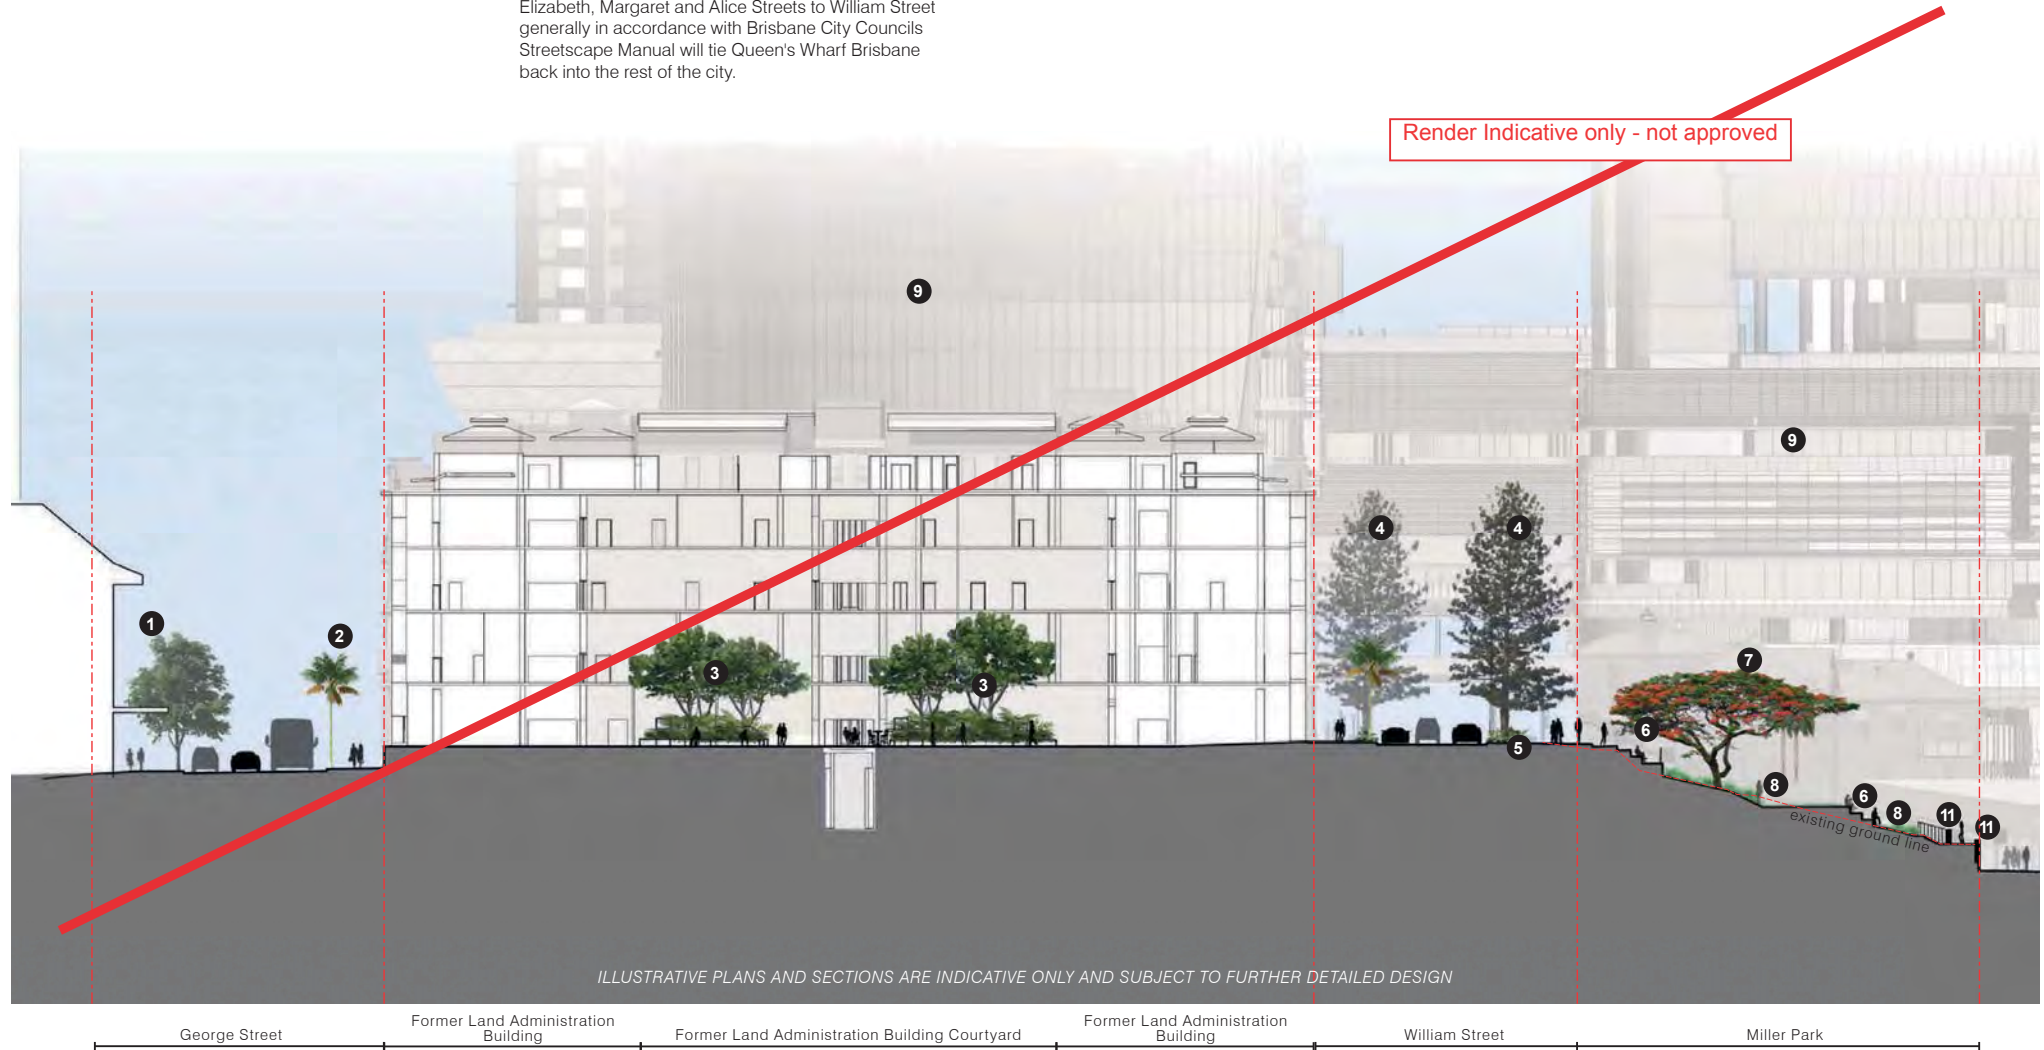 Elizabeth, Margaret and Alice Streets to William Street
generally in accordance with Brisbane City Councils
Streetscape Manual will tie Queen's Wharf Brisbane
back into the rest of the city.
Render Indicative only - not approved
9
9
4
4
1
2
3
3
7
6
5
8
6
8
11
11
existing ground line
ILLUSTRATIVE PLANS AND SECTIONS ARE INDICATIVE ONLY AND SUBJECT TO FURTHER DETAILED DESIGN
George Street
Former Land Administration
Building
Former Land Administration Building Courtyard
Former Land Administration
Building
William Street
Miller Park